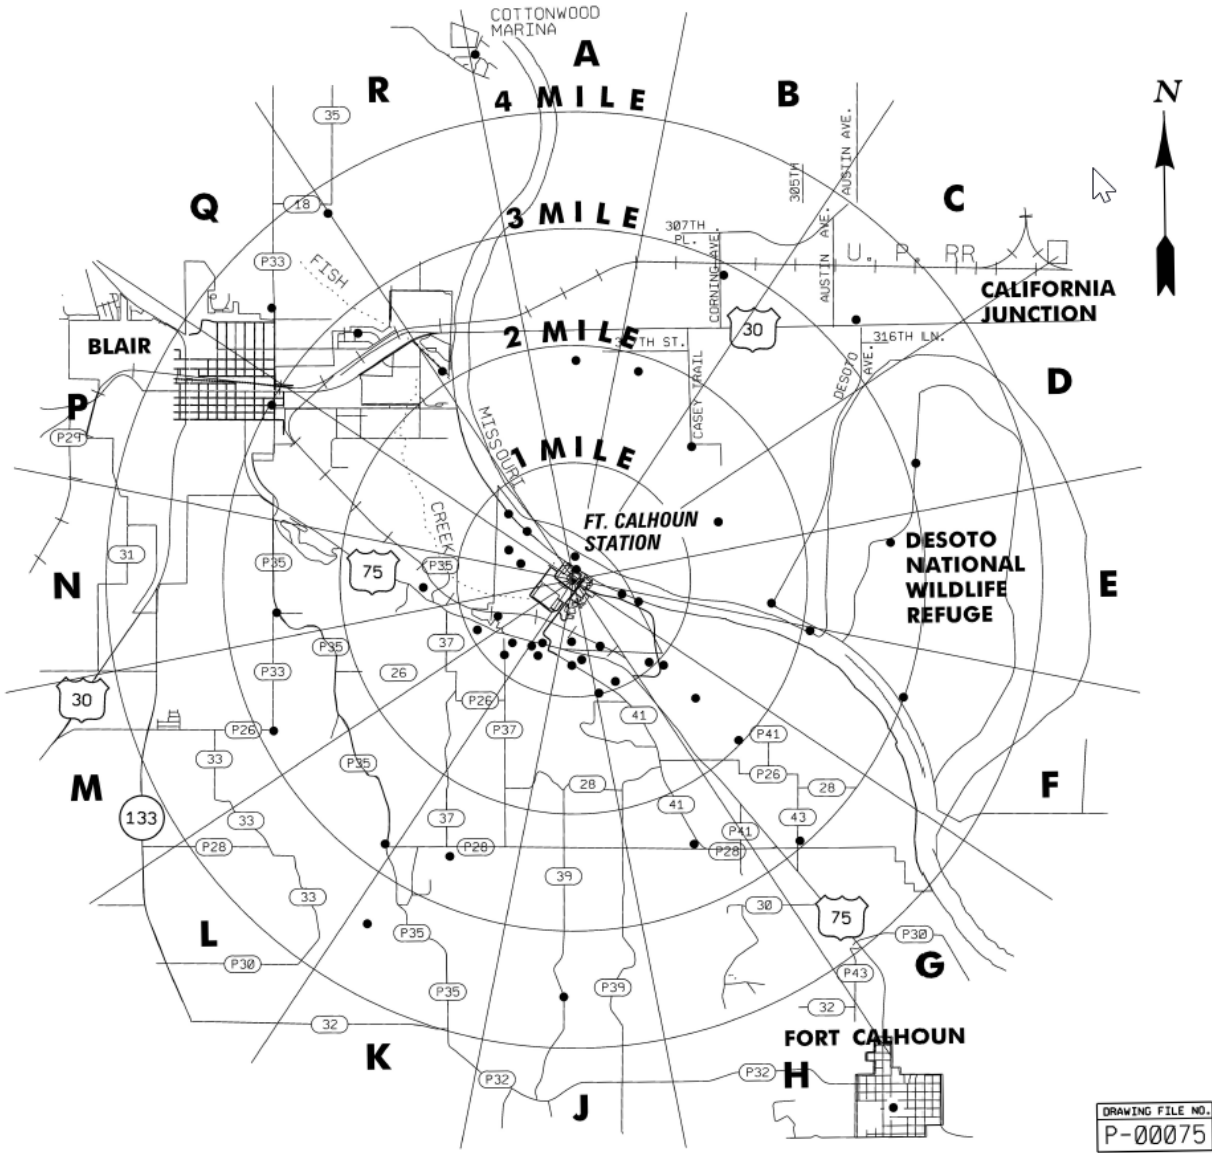 COTTONWOOD
MARINA
A
R
B
4 MILE
N
35
305TH
AUSTIN AVE.
Q
18
C
3 MILE
307TH
PL.
CORNING AVE.
AUSTIN AVE.
U. P. RR
P33
FISH
CALIFORNIA
JUNCTION
BLAIR
2 MILE
30
316TH LN.
DESOTO
AVE.
CASEY TRAIL
D
P
P29
MISSOURI
1 MILE
CREEK
FT. CALHOUN
STATION
31
P35
75
P35
DESOTO
NATIONAL
WILDLIFE
REFUGE
N
E
P35
37
30
P33
26
P26
41
P26
P37
P41
33
P35
28
P26
28
M
F
133
33
37
41
P41
43
P28
P28
P28
33
39
30
75
L
P35
P30
G
P30
P43
P35
P39
32
32
FORT CALHOUN
K
P32
P32
H
J
DRAWING FILE NO.
P-00075